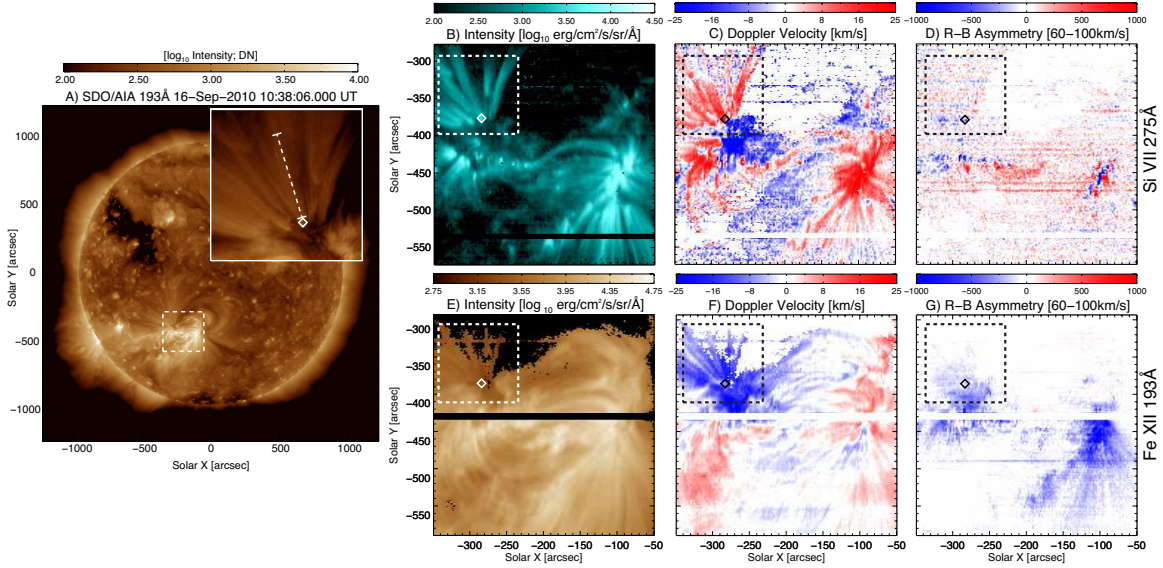 [log10 Intensity; DN]
2.00 2.50 3.00 3.50 4.00
A) SDO/AIA 193Å 16-Sep-2010 10:38:06.000 UT
1000
500
0
-500
-1000
Solar Y [arcsec]
-1000 -500 0 500 1000
Solar X [arcsec]
2.00 2.50 3.00 3.50 4.00 4.50
B) Intensity [log10 erg/cm²/s/sr/Å]
-300
-350
-400
-450
-500
-550
Solar Y [arcsec]
-25 -16 -8 0 8 16 25
C) Doppler Velocity [km/s]
-1000 -500 0 500 1000
D) R-B Asymmetry [60-100km/s]
Si VII 275Å
2.75 3.15 3.55 3.95 4.35 4.75
E) Intensity [log10 erg/cm²/s/sr/Å]
-300
-350
-400
-450
-500
-550
Solar Y [arcsec]
-300 -250 -200 -150 -100 -50
Solar X [arcsec]
-25 -16 -8 0 8 16 25
F) Doppler Velocity [km/s]
-300 -250 -200 -150 -100 -50
Solar X [arcsec]
-1000 -500 0 500 1000
G) R-B Asymmetry [60-100km/s]
-300 -250 -200 -150 -100 -50
Solar X [arcsec]
Fe XII 193Å